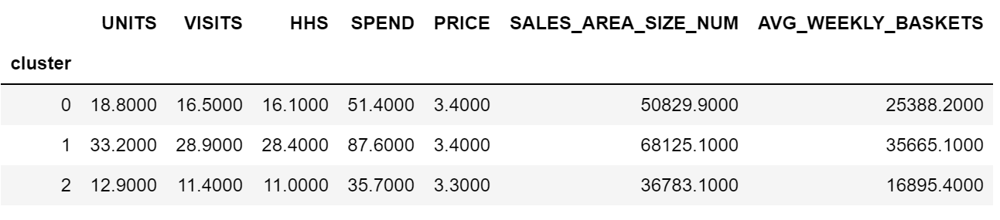 UNITS VISITS HHS SPEND PRICE SALES_AREA_SIZE_NUM AVG_WEEKLY_BASKETS
cluster
0 18.8000 16.5000 16.1000 51.4000 3.4000 50829.9000 25388.2000
1 33.2000 28.9000 28.4000 87.6000 3.4000 68125.1000 35665.1000
2 12.9000 11.4000 11.0000 35.7000 3.3000 36783.1000 16895.4000